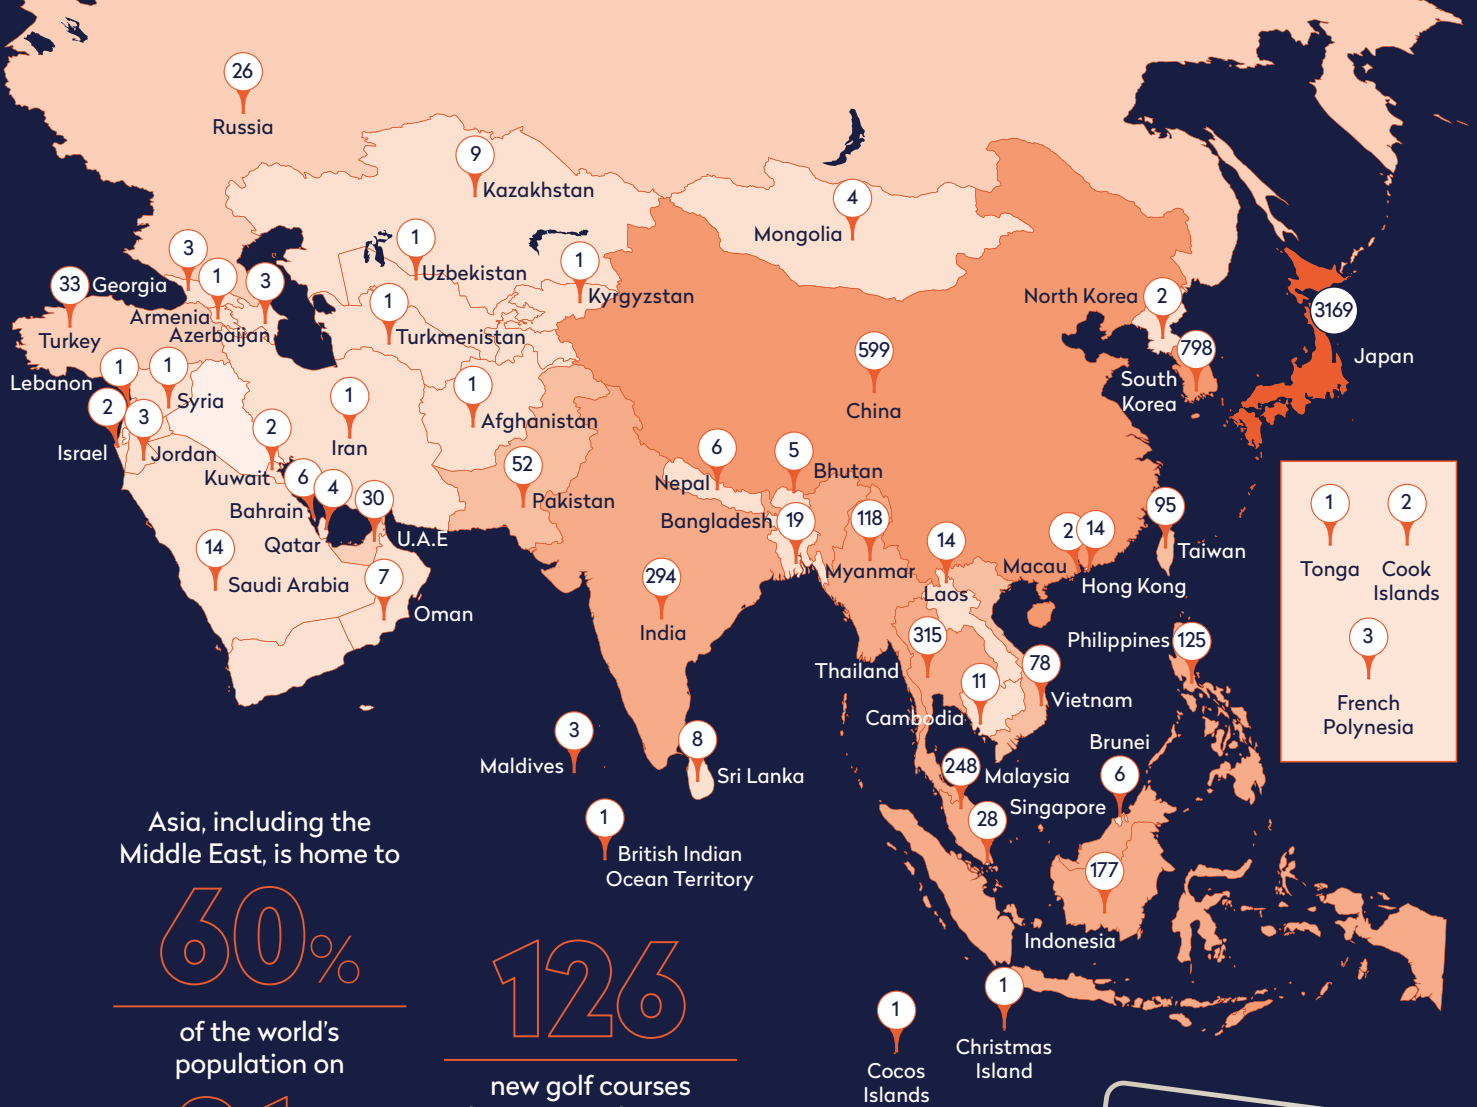 26
Russia
9
Kazakhstan
4
Mongolia
3
Georgia
1
Armenia
3
Azerbaijan
33
Turkey
1
Uzbekistan
1
Kyrgyzstan
1
Turkmenistan
North Korea
2
3169
Japan
798
South
Korea
599
China
1
Lebanon
1
Syria
2
Israel
3
Jordan
1
Iran
1
Afghanistan
2
Kuwait
6
Bahrain
4
Qatar
30
U.A.E
52
Pakistan
6
Nepal
5
Bhutan
Bangladesh
19
118
Myanmar
14
Laos
2
Macau
14
Hong Kong
95
Taiwan
14
Saudi Arabia
7
Oman
294
India
315
Thailand
11
Cambodia
78
Vietnam
Philippines
125
1
Tonga
2
Cook
Islands
3
French
Polynesia
3
Maldives
8
Sri Lanka
1
British Indian
Ocean Territory
248
Malaysia
28
Singapore
Brunei
6
177
Indonesia
1
Christmas
Island
1
Cocos
Islands
Asia, including the
Middle East, is home to
60%
of the world’s
population on
126
new golf courses